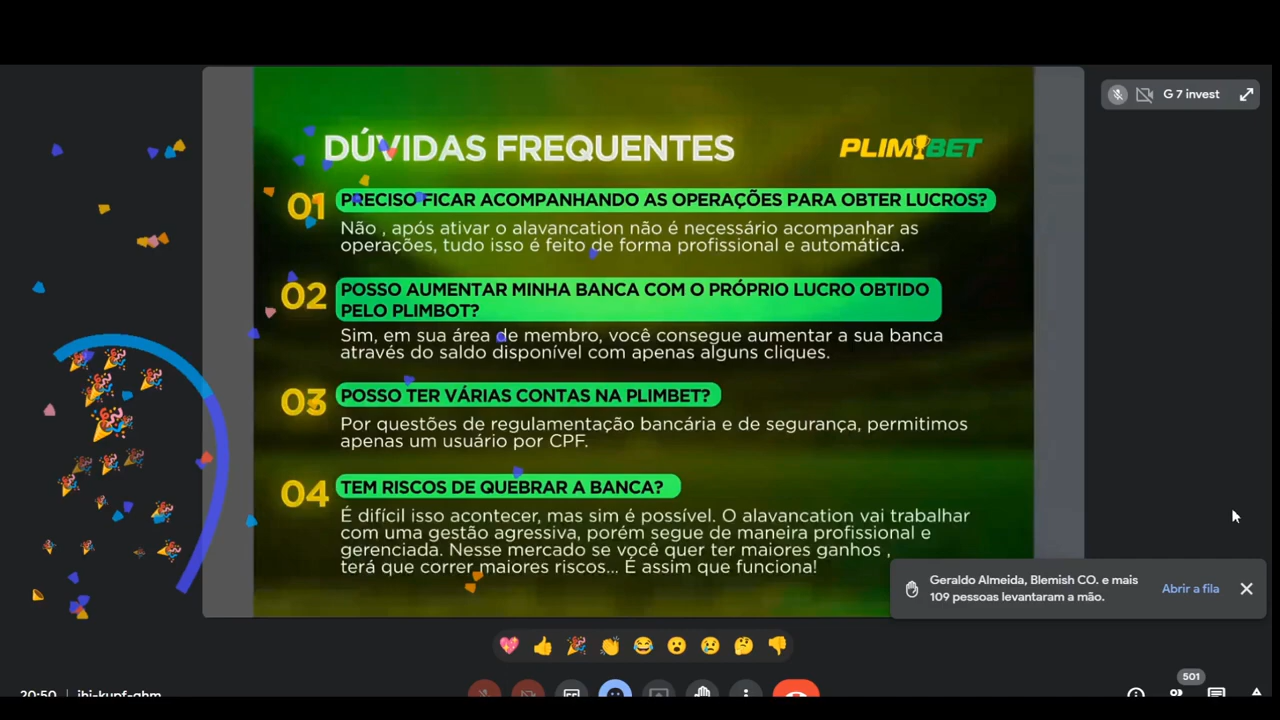 G 7 invest
DÚVIDAS FREQUENTES
PLIMBET
01
PRECISO FICAR ACOMPANHANDO AS OPERAÇÕES PARA OBTER LUCROS?
Não , após ativar o alavancation não é necessário acompanhar as
operações, tudo isso é feito de forma profissional e automática.
02
POSSO AUMENTAR MINHA BANCA COM O PRÓPRIO LUCRO OBTIDO
PELO PLIMBOT?
Sim, em sua área de membro, você consegue aumentar a sua banca
através do saldo disponível com apenas alguns cliques.
03
POSSO TER VÁRIAS CONTAS NA PLIMBET?
Por questões de regulamentação bancária e de segurança, permitimos
apenas um usuário por CPF.
04
TEM RISCOS DE QUEBRAR A BANCA?
É difícil isso acontecer, mas sim é possível. O alavancation vai trabalhar
com uma gestão agressiva, porém segue de maneira profissional e
gerenciada. Nesse mercado se você quer ter maiores ganhos ,
terá que correr maiores riscos... É assim que funciona!
Geraldo Almeida, Blemish CO. e mais
109 pessoas levantaram a mão.
Abrir a fila
501
20:50 | ihi-kupf-ahm